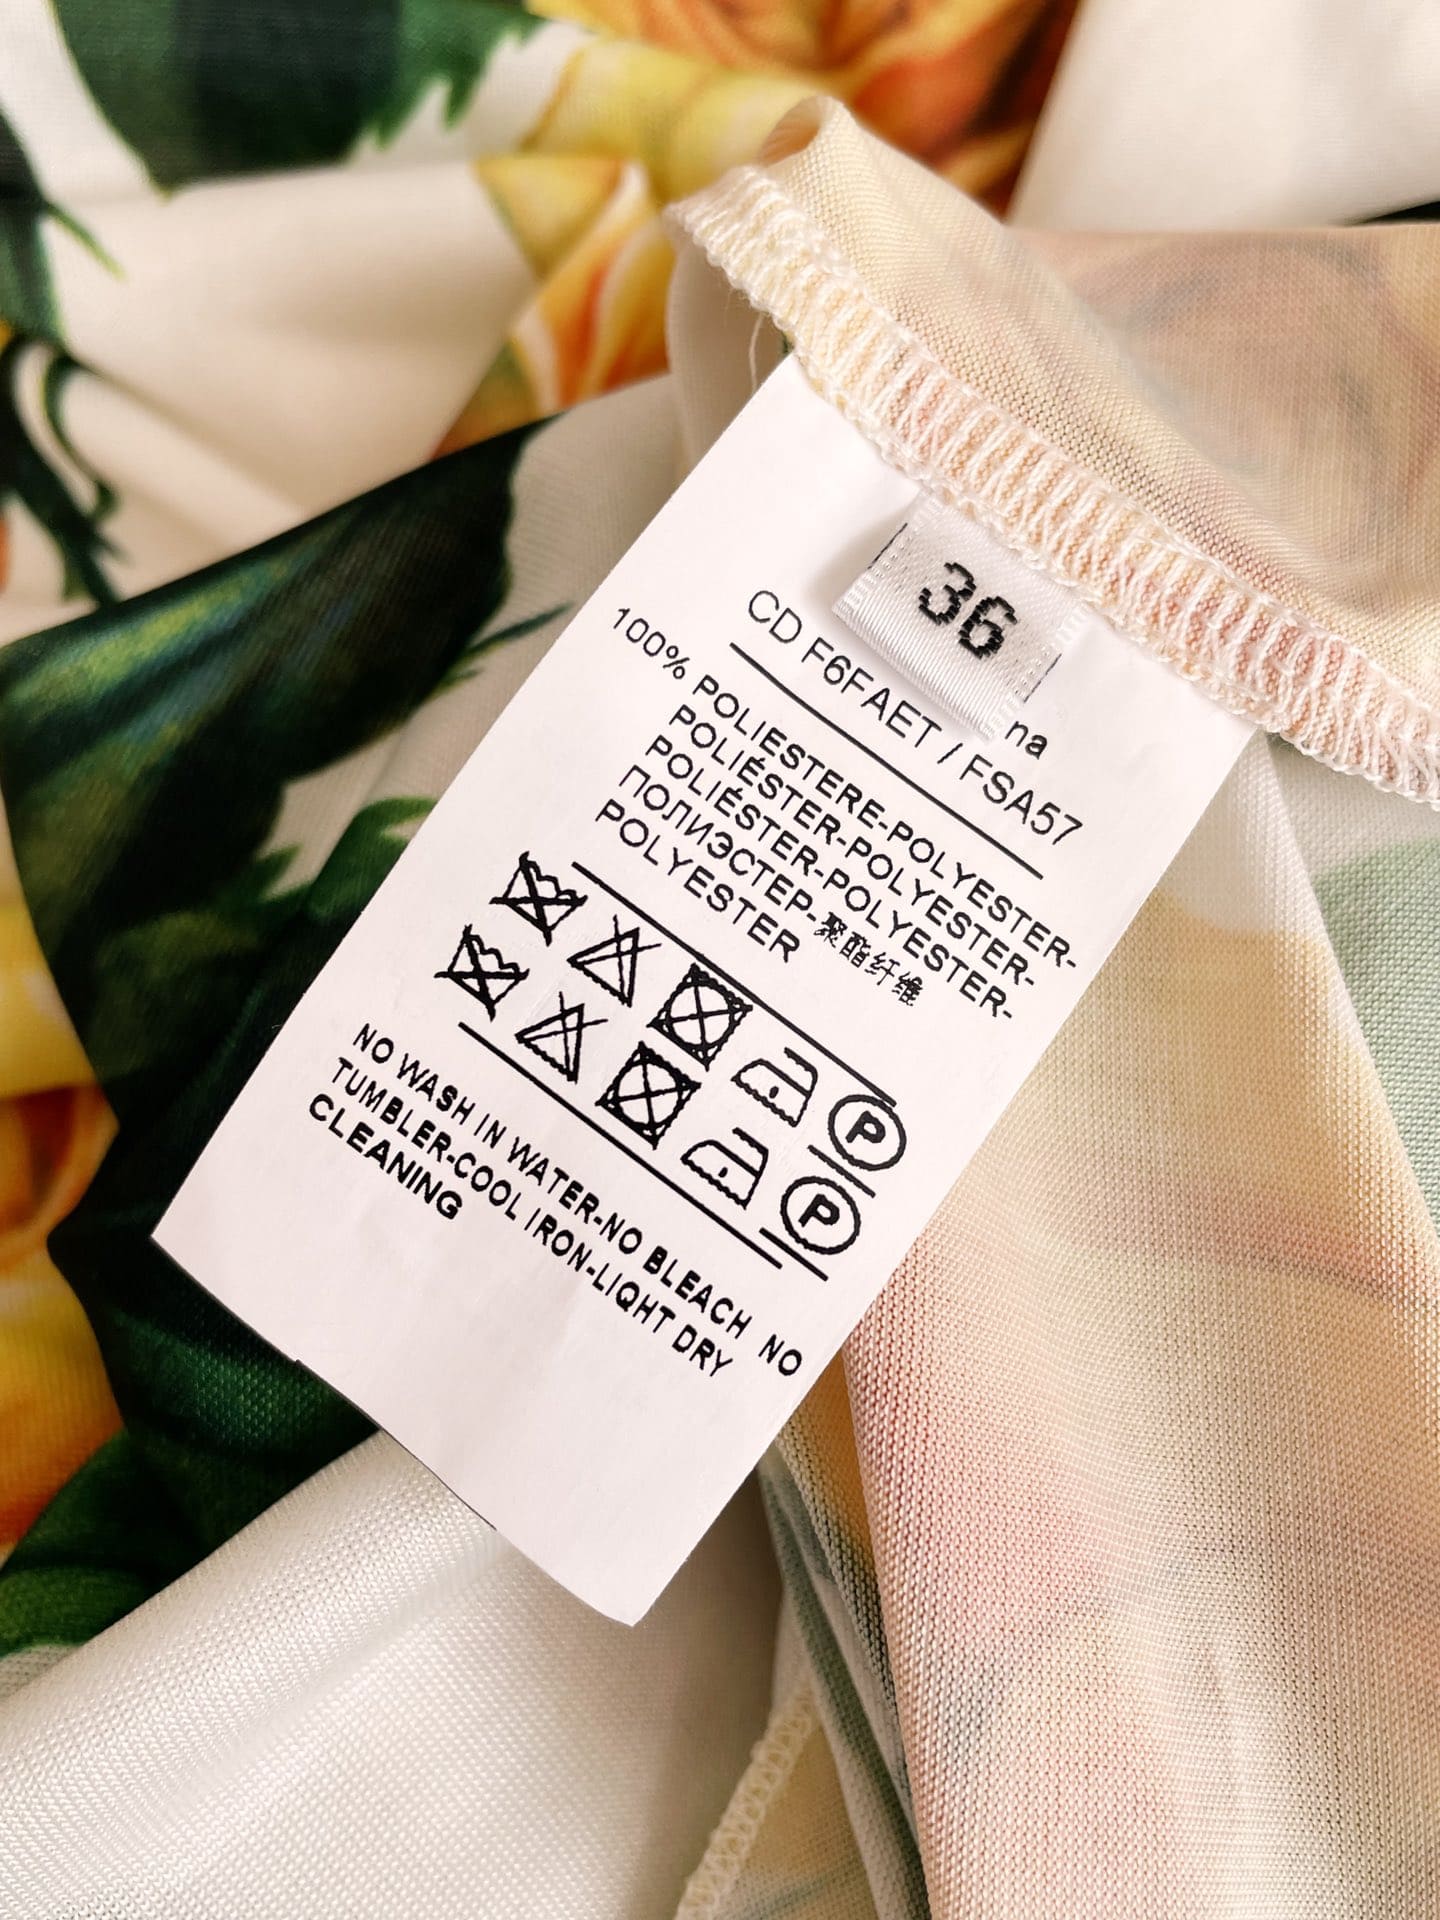 36
na
CD F6FAET / FSA57
100% POLIESTERE-POLYESTER-
POLIÉSTER-POLYESTER-
POLIÉSTER-POLYESTER-
ПОЛИЭСТЕР-聚酯纤维
POLYESTER
P
P
NO WASH IN WATER-NO BLEACH NO
TUMBLER-COOL IRON-LIQHT DRY
CLEANING